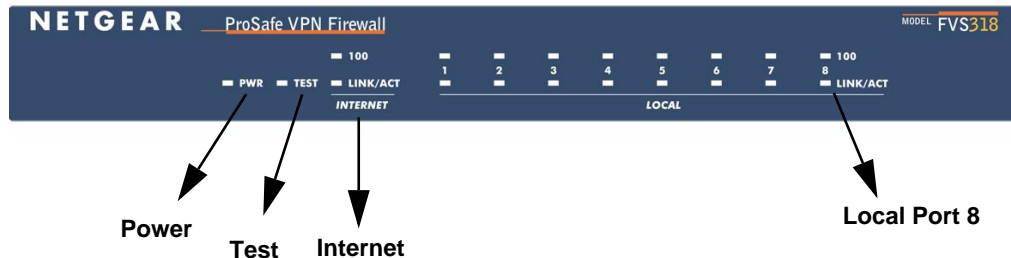 NETGEAR ProSafe VPN Firewall MODEL FVS318
100 100
1 2 3 4 5 6 7 8
PWR TEST LINK/ACT LINK/ACT
INTERNET LOCAL
Power Local Port 8
Test Internet